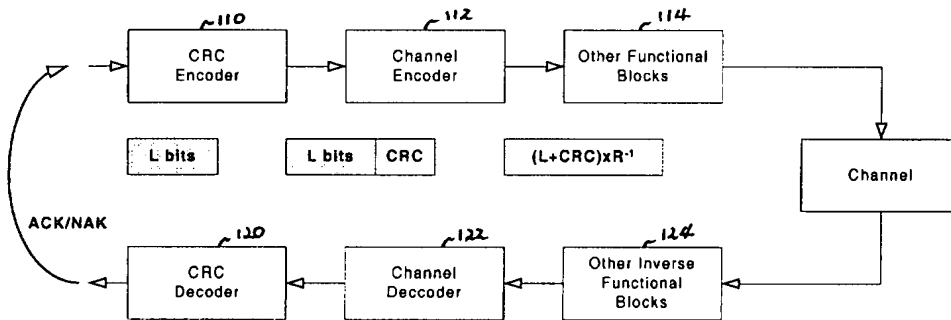 110
112
114
CRC
Encoder
Channel
Encoder
Other Functional
Blocks
L bits
L bits CRC
(L+CRC)xR⁻¹
Channel
ACK/NAK
120
122
124
CRC
Decoder
Channel
Deccoder
Other Inverse
Functional
Blocks